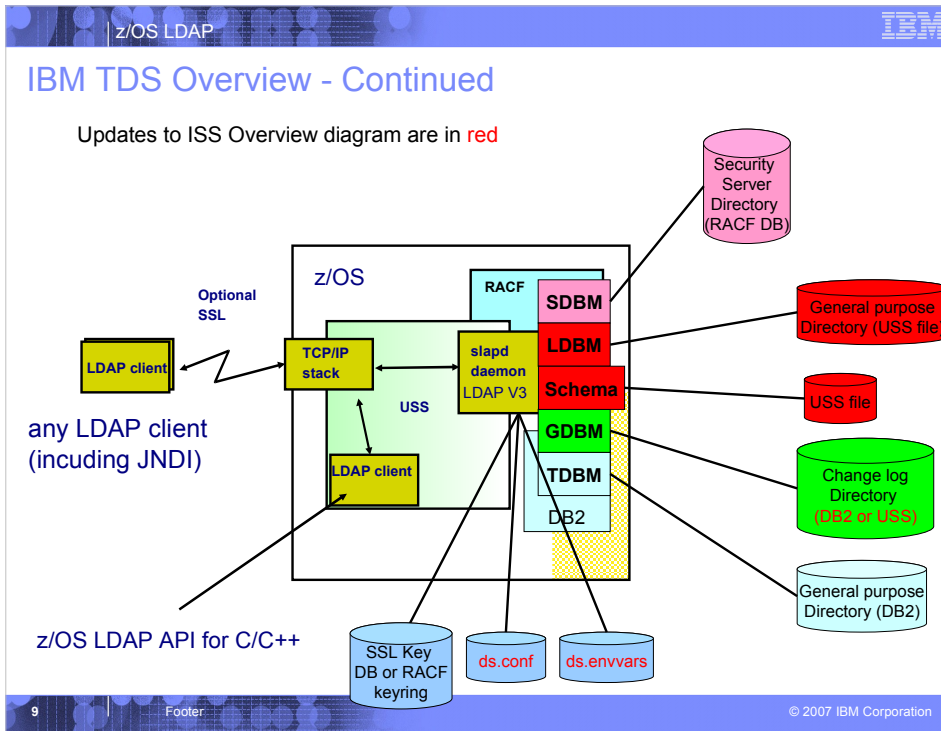 z/OS LDAP
IBM
IBM TDS Overview - Continued
Updates to ISS Overview diagram are in red
Security
Server
Directory
(RACF DB)
z/OS
RACF
SDBM
Optional
SSL
General purpose
Directory (USS file)
LDBM
TCP/IP
stack
slapd
daemon
LDAP V3
LDAP client
Schema
USS file
USS
any LDAP client
(incuding JNDI)
GDBM
LDAP client
TDBM
Change log
Directory
(DB2 or USS)
DB2
General purpose
Directory (DB2)
z/OS LDAP API for C/C++
SSL Key
DB or RACF
keyring
ds.conf
ds.envvars
9
Footer
© 2007 IBM Corporation